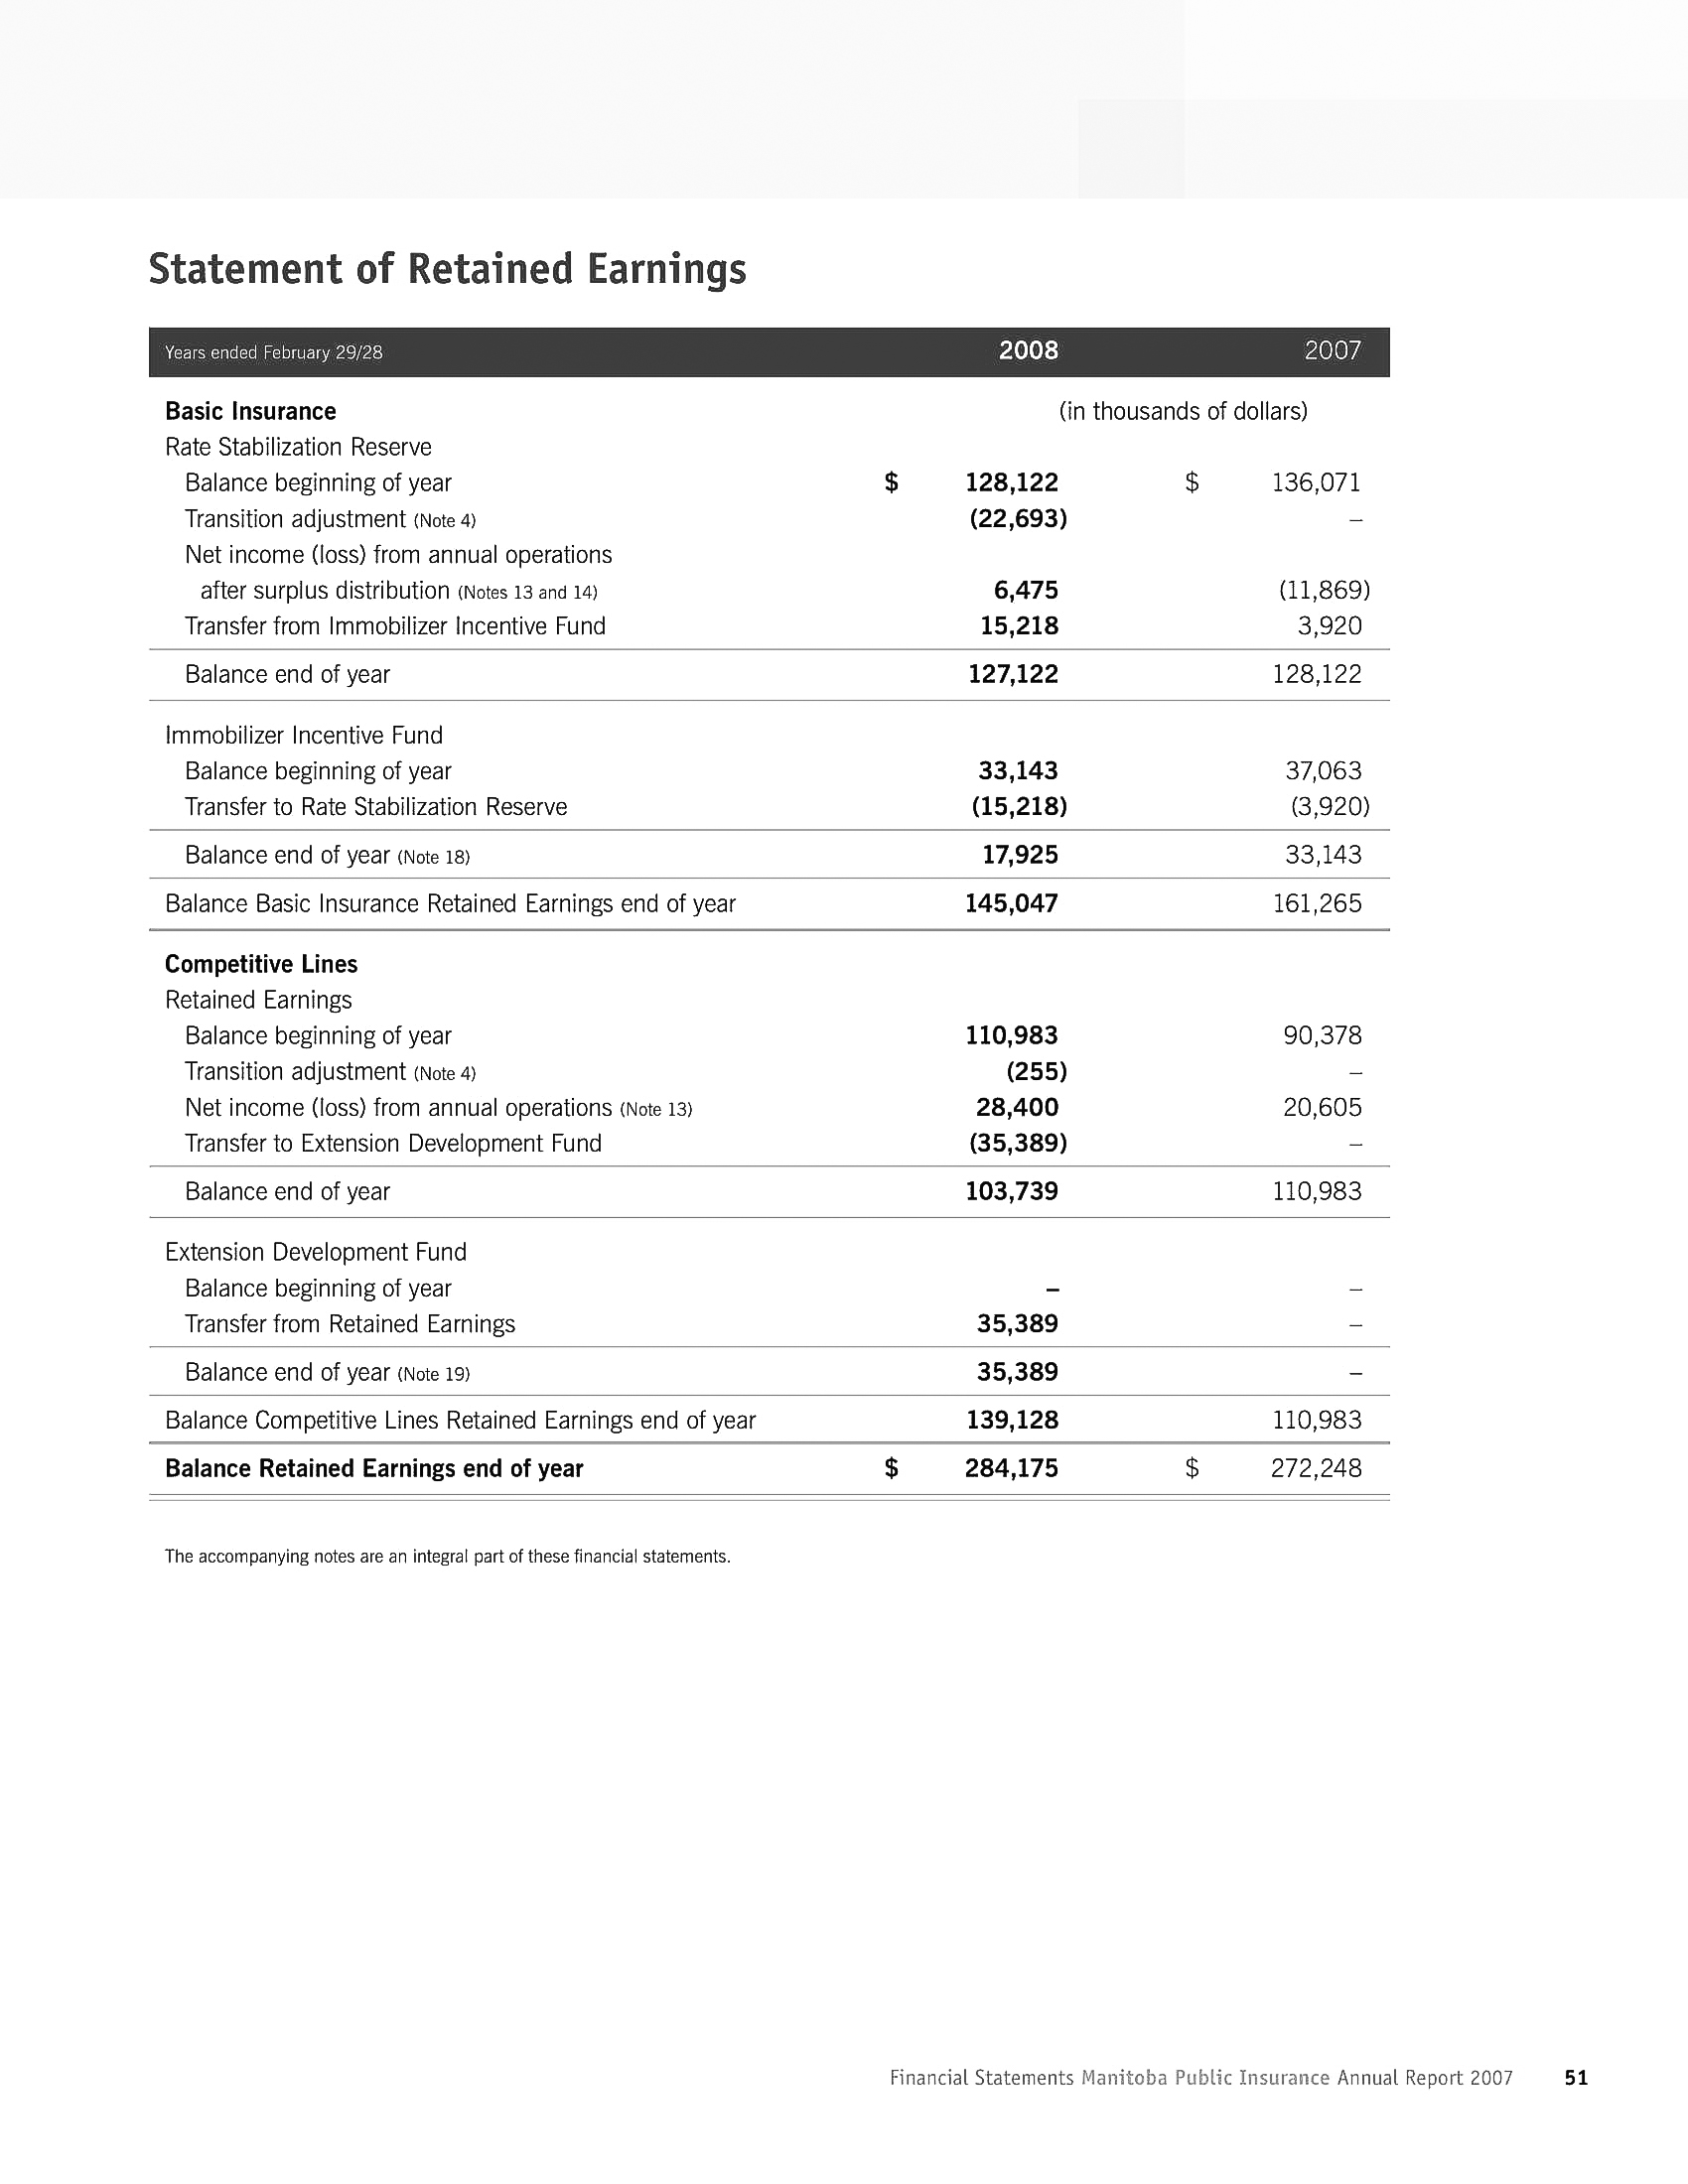 Statement of Retained Earnings
Years ended February 29/28 2008 2007
Basic Insurance (in thousands of dollars)
Rate Stabilization Reserve
Balance beginning of year $ 128,122 $ 136,071
Transition adjustment (Note 4) (22,693) –
Net income (loss) from annual operations
after surplus distribution (Notes 13 and 14) 6,475 (11,869)
Transfer from Immobilizer Incentive Fund 15,218 3,920
Balance end of year 127,122 128,122
Immobilizer Incentive Fund
Balance beginning of year 33,143 37,063
Transfer to Rate Stabilization Reserve (15,218) (3,920)
Balance end of year (Note 18) 17,925 33,143
Balance Basic Insurance Retained Earnings end of year 145,047 161,265
Competitive Lines
Retained Earnings
Balance beginning of year 110,983 90,378
Transition adjustment (Note 4) (255) –
Net income (loss) from annual operations (Note 13) 28,400 20,605
Transfer to Extension Development Fund (35,389) –
Balance end of year 103,739 110,983
Extension Development Fund
Balance beginning of year – –
Transfer from Retained Earnings 35,389 –
Balance end of year (Note 19) 35,389 –
Balance Competitive Lines Retained Earnings end of year 139,128 110,983
Balance Retained Earnings end of year $ 284,175 $ 272,248
The accompanying notes are an integral part of these financial statements.
Financial Statements Manitoba Public Insurance Annual Report 2007 51